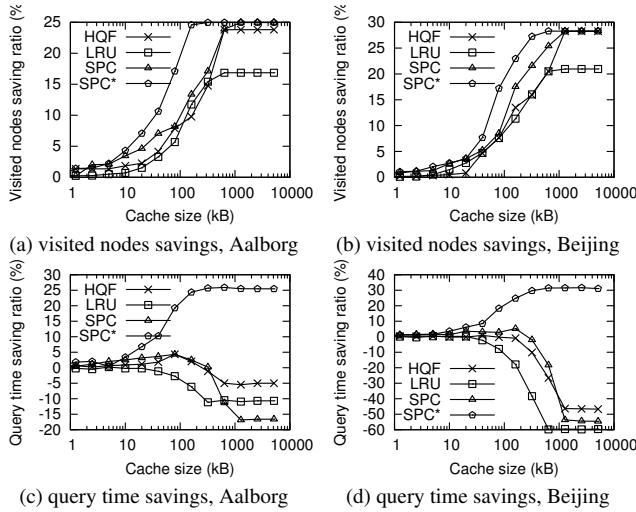 Visited nodes saving ratio (%)
30
25
20
15
10
5
0
HQF
LRU
SPC
SPC*
1 10 100 1000 10000
Cache size (kB)
(a) visited nodes savings, Aalborg
Visited nodes saving ratio (%)
30
25
20
15
10
5
0
HQF
LRU
SPC
SPC*
1 10 100 1000 10000
Cache size (kB)
(b) visited nodes savings, Beijing
Query time saving ratio (%)
30
25
20
15
10
5
0
-5
-10
-15
-20
HQF
LRU
SPC
SPC*
1 10 100 1000 10000
Cache size (kB)
(c) query time savings, Aalborg
Query time saving ratio (%)
40
30
20
10
0
-10
-20
-30
-40
-50
-60
HQF
LRU
SPC
SPC*
1 10 100 1000 10000
Cache size (kB)
(d) query time savings, Beijing